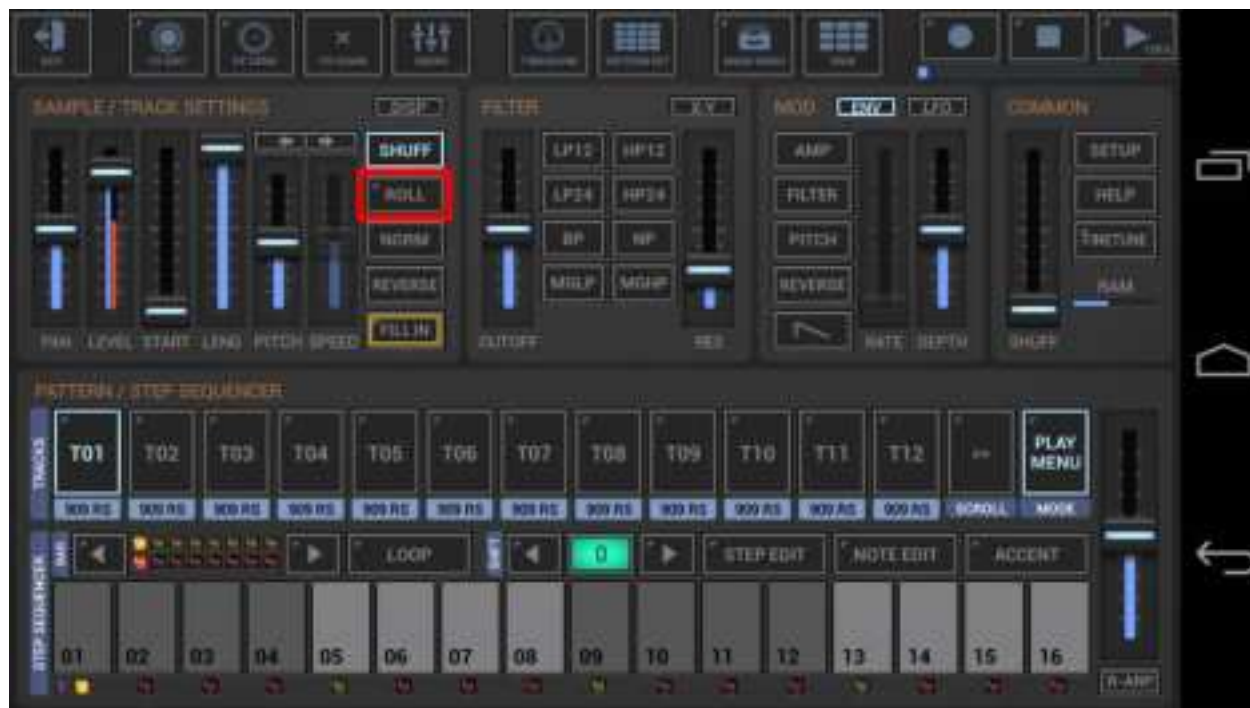 SAMPLE / TRACK SETTINGS
DISP
FILTER
X-Y
MOD
ENV
LFO
COMMON
SHUFF
LP12
HP12
AMP
SETUP
ROLL
LP24
HP24
FILTER
HELP
NORM
BP
NP
PITCH
FINETUNE
REVERSE
MGLP
MGHP
REVERSE
RAM
FILL IN
PAN LEVEL START LENG PITCH SPEED
CUTOFF
RES
RATE DEPTH
SHUFF
PATTERN / STEP SEQUENCER
TRACKS
T01 T02 T03 T04 T05 T06 T07 T08 T09 T10 T11 T12
PLAY
MENU
909 RS 909 RS 909 RS 909 RS 909 RS 909 RS 909 RS 909 RS 909 RS 909 RS 909 RS 909 RS SCROLL MODE
STEP SEQUENCER
BAR
LOOP
SHIFT
0
STEP EDIT
NOTE EDIT
ACCENT
01 02 03 04 05 06 07 08 09 10 11 12 13 14 15 16